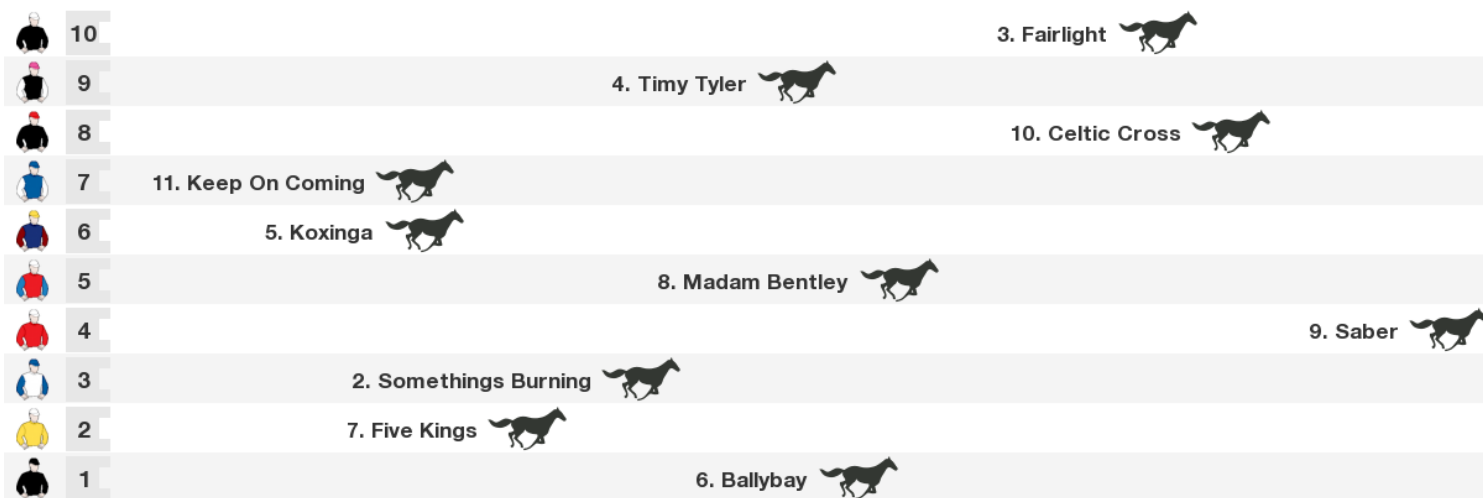 10 3. Fairlight
9 4. Timy Tyler
8 10. Celtic Cross
7 11. Keep On Coming
6 5. Koxinga
5 8. Madam Bentley
4 9. Saber
3 2. Somethings Burning
2 7. Five Kings
1 6. Ballybay